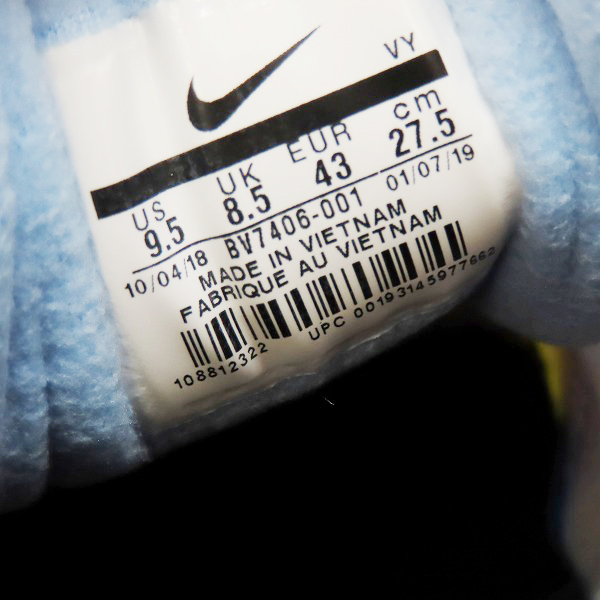 VY
US UK EUR cm
9.5 8.5 43 27.5
10/04/18 BV7406-001 01/07/19
MADE IN VIETNAM
FABRIQUE AU VIETNAM
108812322 UPC 00193145977662